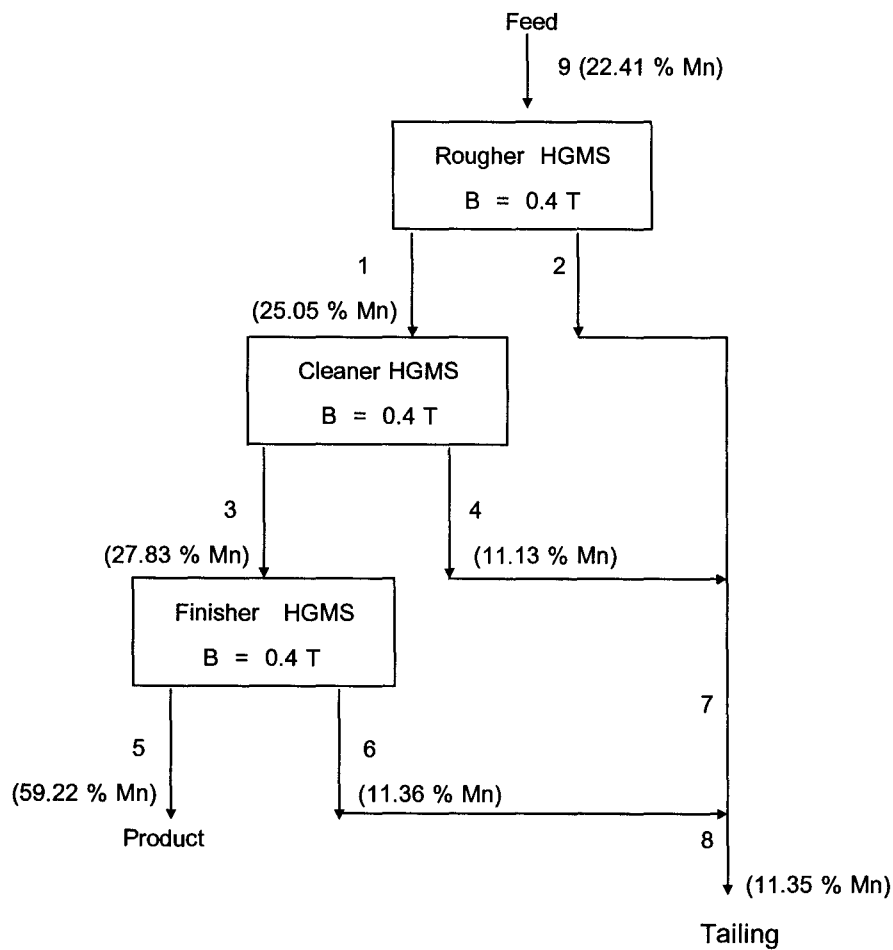 Feed
9 (22.41 % Mn)
Rougher HGMS
B = 0.4 T
1
2
(25.05 % Mn)
Cleaner HGMS
B = 0.4 T
3
4
(27.83 % Mn)
(11.13 % Mn)
Finisher HGMS
B = 0.4 T
7
5
6
(59.22 % Mn)
(11.36 % Mn)
Product
8
(11.35 % Mn)
Tailing